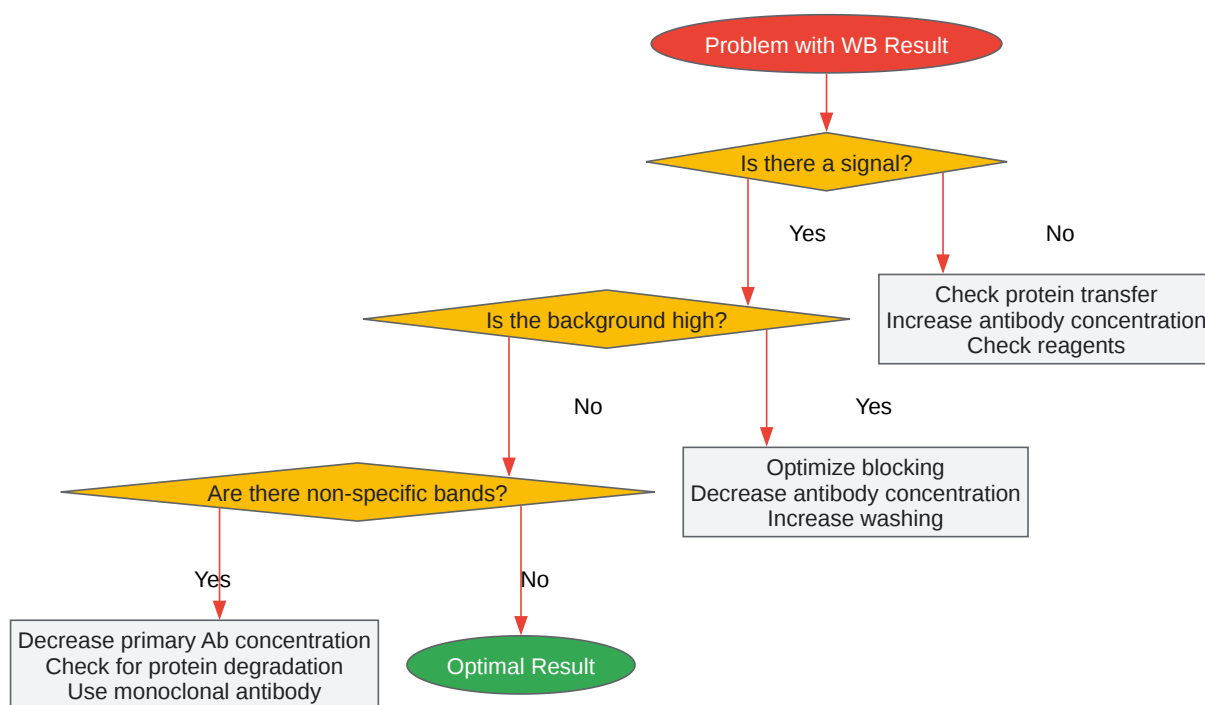 Problem with WB Result
Is there a signal?
Yes
No
Check protein transfer
Increase antibody concentration
Check reagents
Is the background high?
No
Yes
Optimize blocking
Decrease antibody concentration
Increase washing
Are there non-specific bands?
Yes
No
Decrease primary Ab concentration
Check for protein degradation
Use monoclonal antibody
Optimal Result